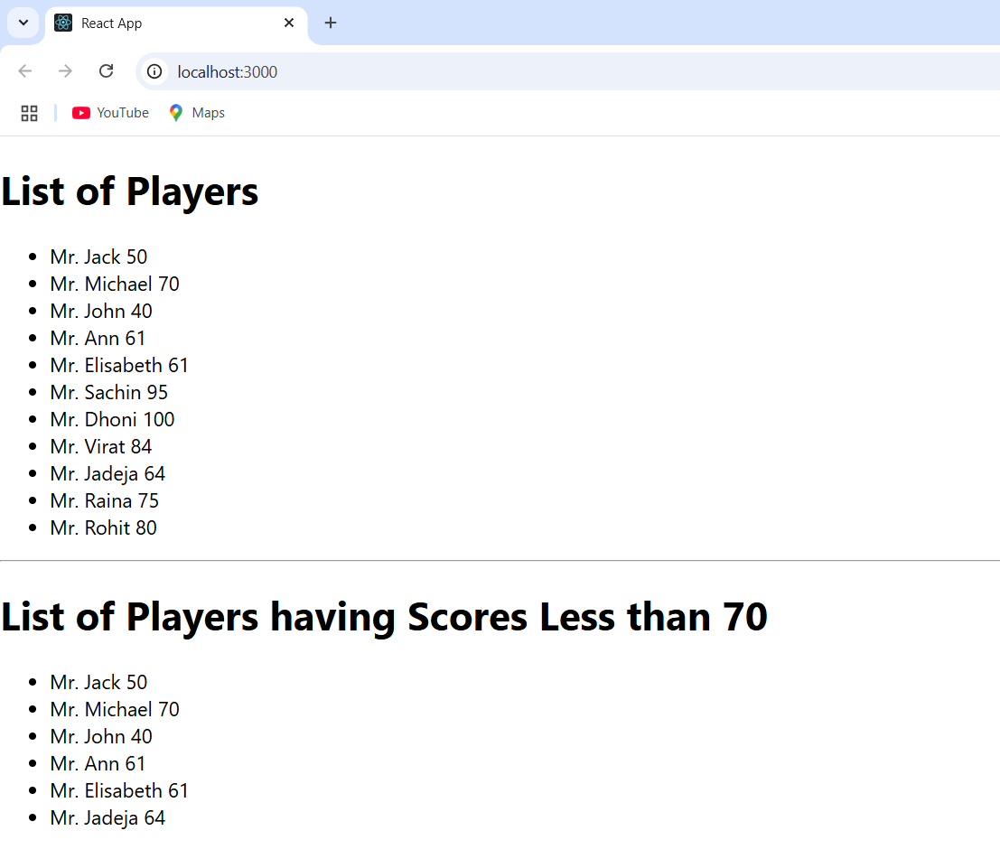 React App
localhost:3000
YouTube Maps
List of Players
Mr. Jack 50
Mr. Michael 70
Mr. John 40
Mr. Ann 61
Mr. Elisabeth 61
Mr. Sachin 95
Mr. Dhoni 100
Mr. Virat 84
Mr. Jadeja 64
Mr. Raina 75
Mr. Rohit 80
List of Players having Scores Less than 70
Mr. Jack 50
Mr. Michael 70
Mr. John 40
Mr. Ann 61
Mr. Elisabeth 61
Mr. Jadeja 64